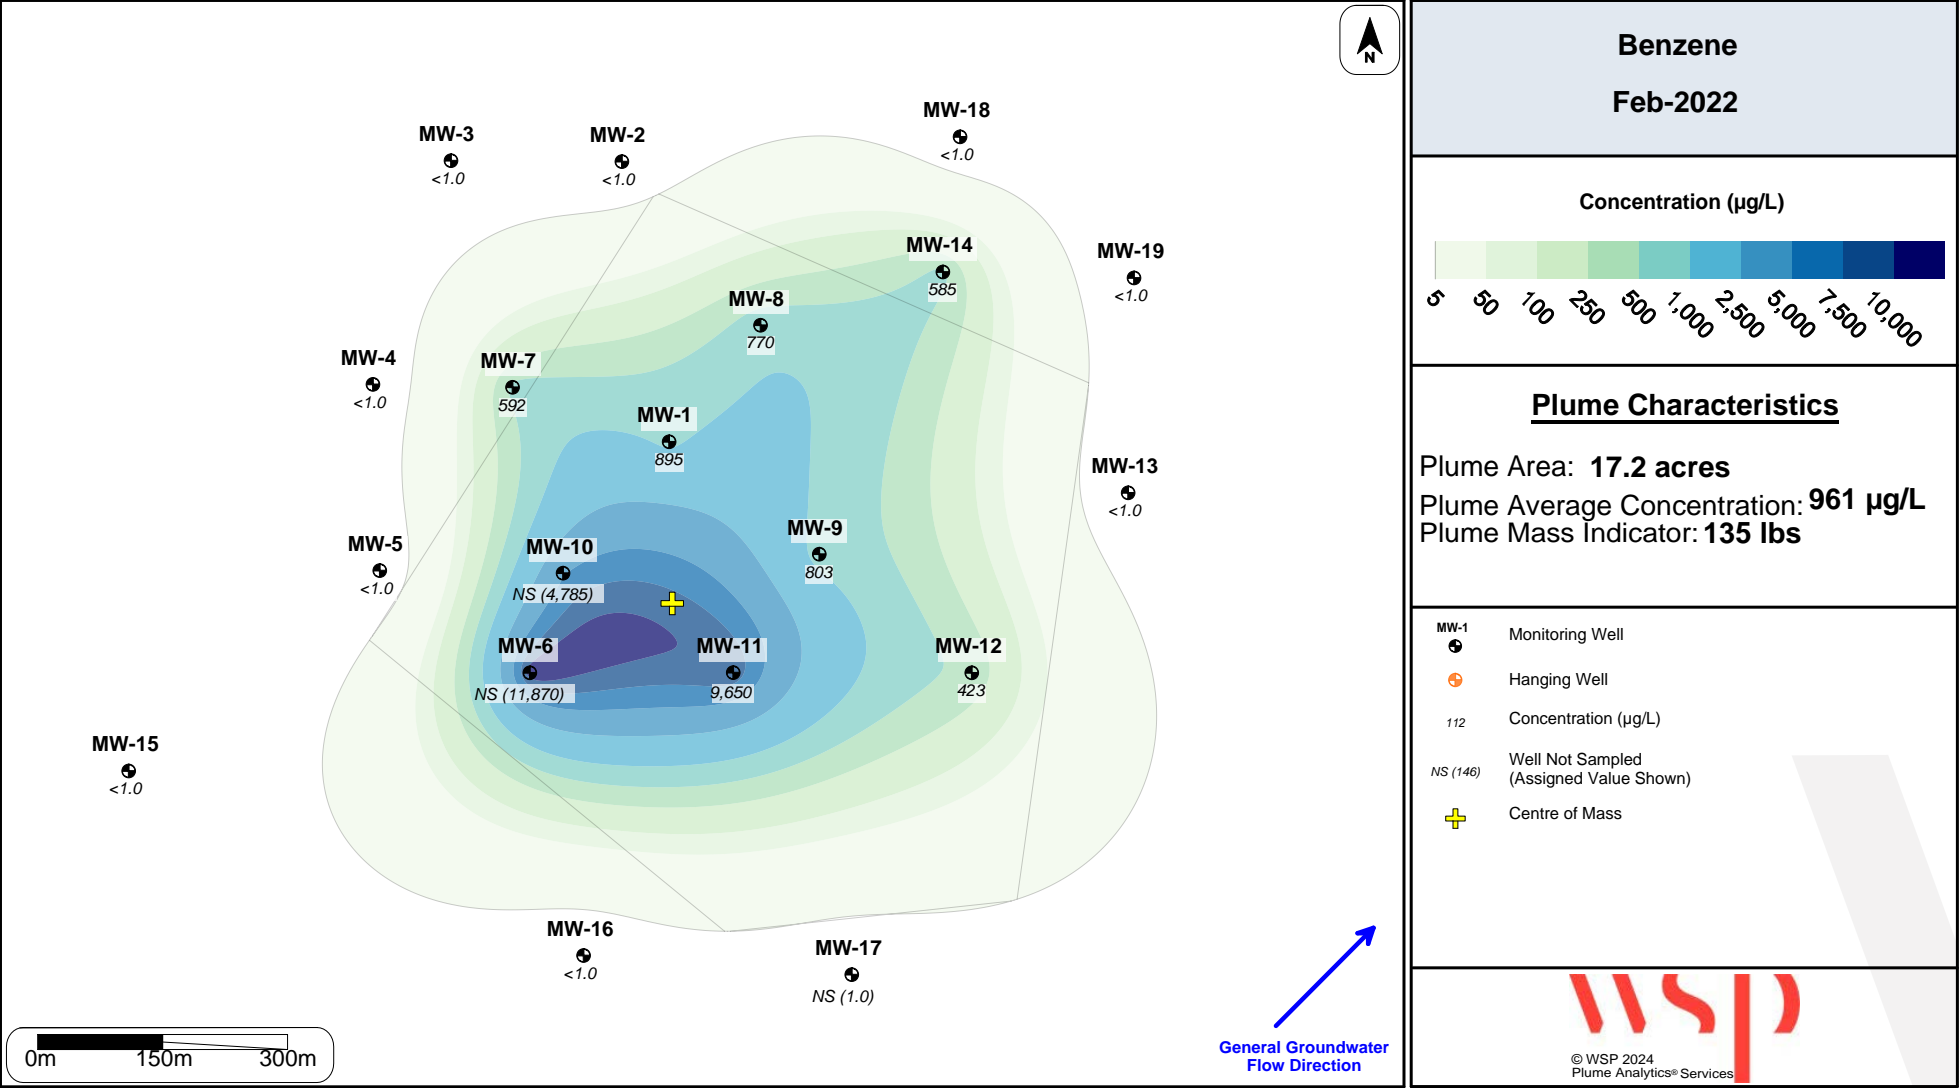 N
MW-18
<1.0
MW-3
<1.0
MW-2
<1.0
MW-14
585
MW-19
<1.0
MW-8
770
MW-4
<1.0
MW-7
592
MW-1
895
MW-13
<1.0
MW-5
<1.0
MW-10
NS (4,785)
MW-9
803
MW-6
NS (11,870)
MW-11
9,650
MW-12
423
MW-15
<1.0
MW-16
<1.0
MW-17
NS (1.0)
0m 150m 300m
General Groundwater
Flow Direction
Benzene
Feb-2022
Concentration (µg/L)
5 50 100 250 500 1,000 2,500 5,000 7,500 10,000
Plume Characteristics
Plume Area: 17.2 acres
Plume Average Concentration: 961 µg/L
Plume Mass Indicator: 135 lbs
MW-1
Monitoring Well
Hanging Well
112 Concentration (µg/L)
NS (146) Well Not Sampled
(Assigned Value Shown)
Centre of Mass
wsp
© WSP 2024
Plume Analytics® Services